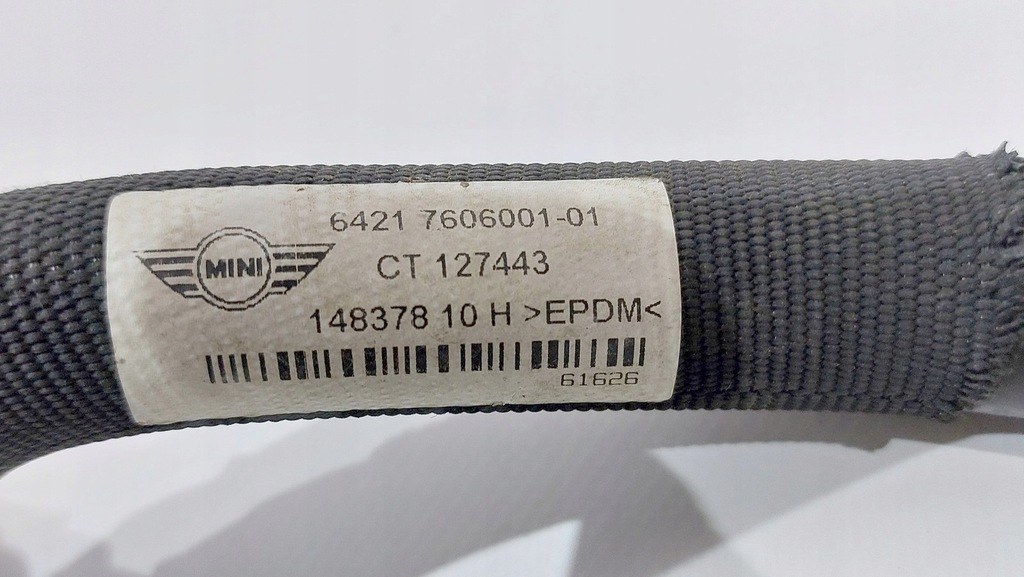 6421 7606001-01
MINI
CT 127443
148378 10 H >EPDM<
61626